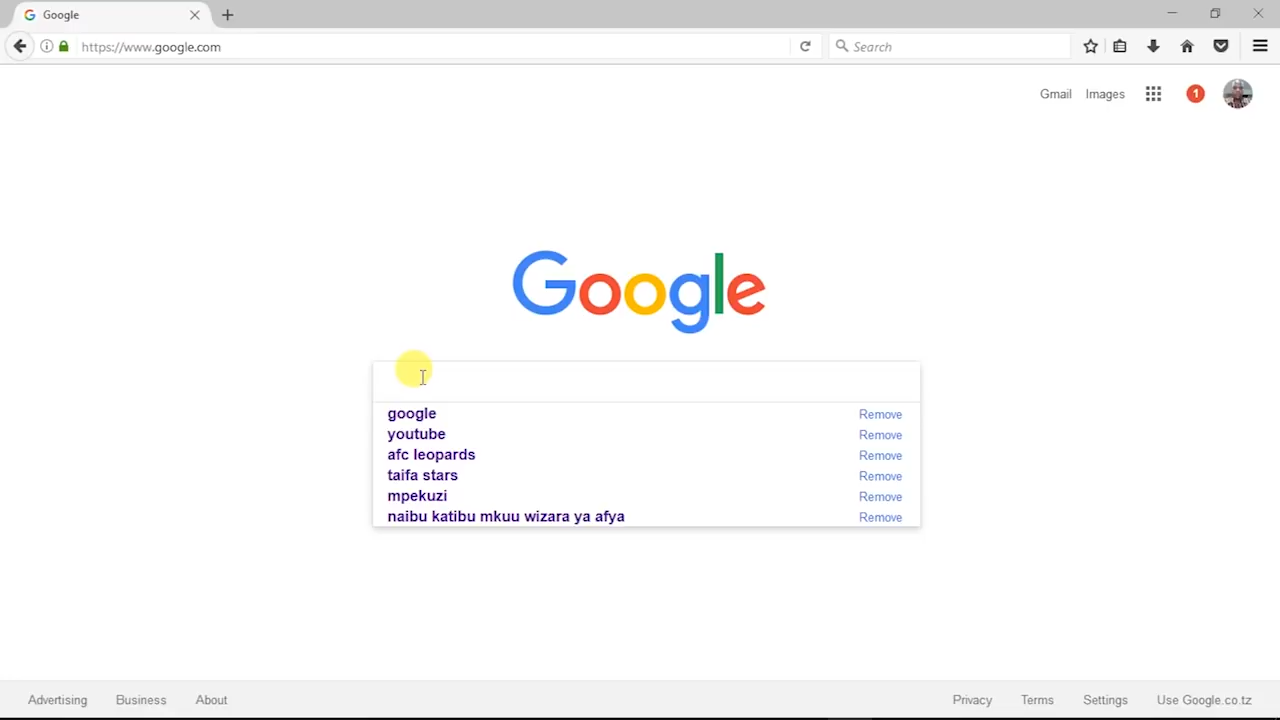 Google
https://www.google.com
Search
Gmail Images 1
Google
google Remove
youtube Remove
afc leopards Remove
taifa stars Remove
mpekuzi Remove
naibu katibu mkuu wizara ya afya Remove
Advertising Business About Privacy Terms Settings Use Google.co.tz